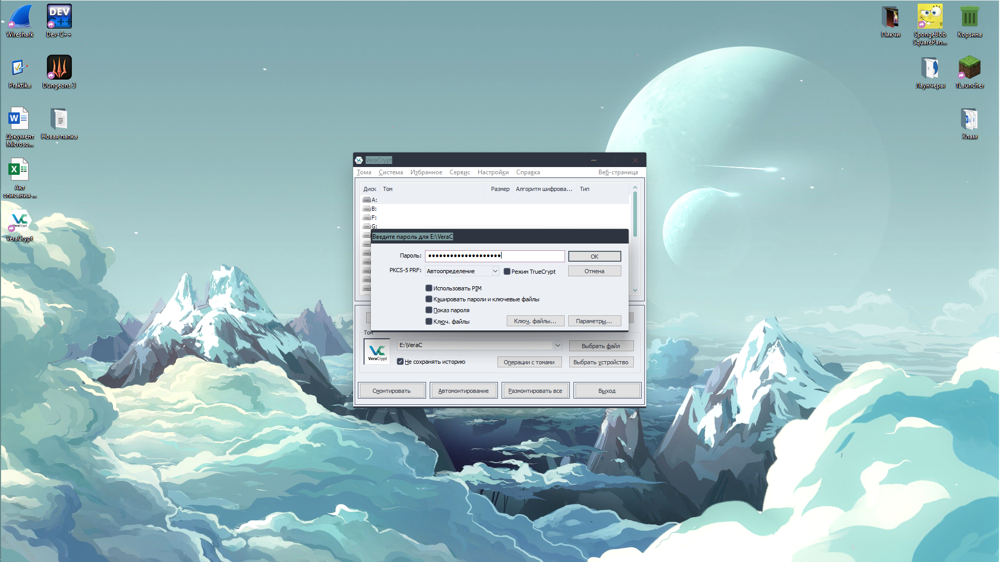 Wireshark
DEV
C++
Dev-C++
Praktika
Dungeons 3
Документ
Microso...
Новая папка
Акт
списания ...
VeraCrypt
VeraCrypt
Пикчи
SpongeBob
SquarePan...
Корзина
Лаунчеры
TLauncher
Хлам
VeraCrypt
Тома Система Избранное Сервис Настройки Справка Веб-страница
Диск Том Размер Алгоритм шифрова... Тип
A:
B:
F:
G:
Введите пароль для E:\VeraC
Пароль: ●●●●●●●●●●●●●●●●●●●● OK
PKCS-5 PRF: Автоопределение Режим TrueCrypt Отмена
Использовать PIM
Кэшировать пароли и ключевые файлы
Показ пароля
Ключ. файлы Ключ. файлы... Параметры...
Том
VeraCrypt
E:\VeraC Выбрать файл
Не сохранять историю Операции с томами Выбрать устройство
Смонтировать Автомонтирование Размонтировать все Выход